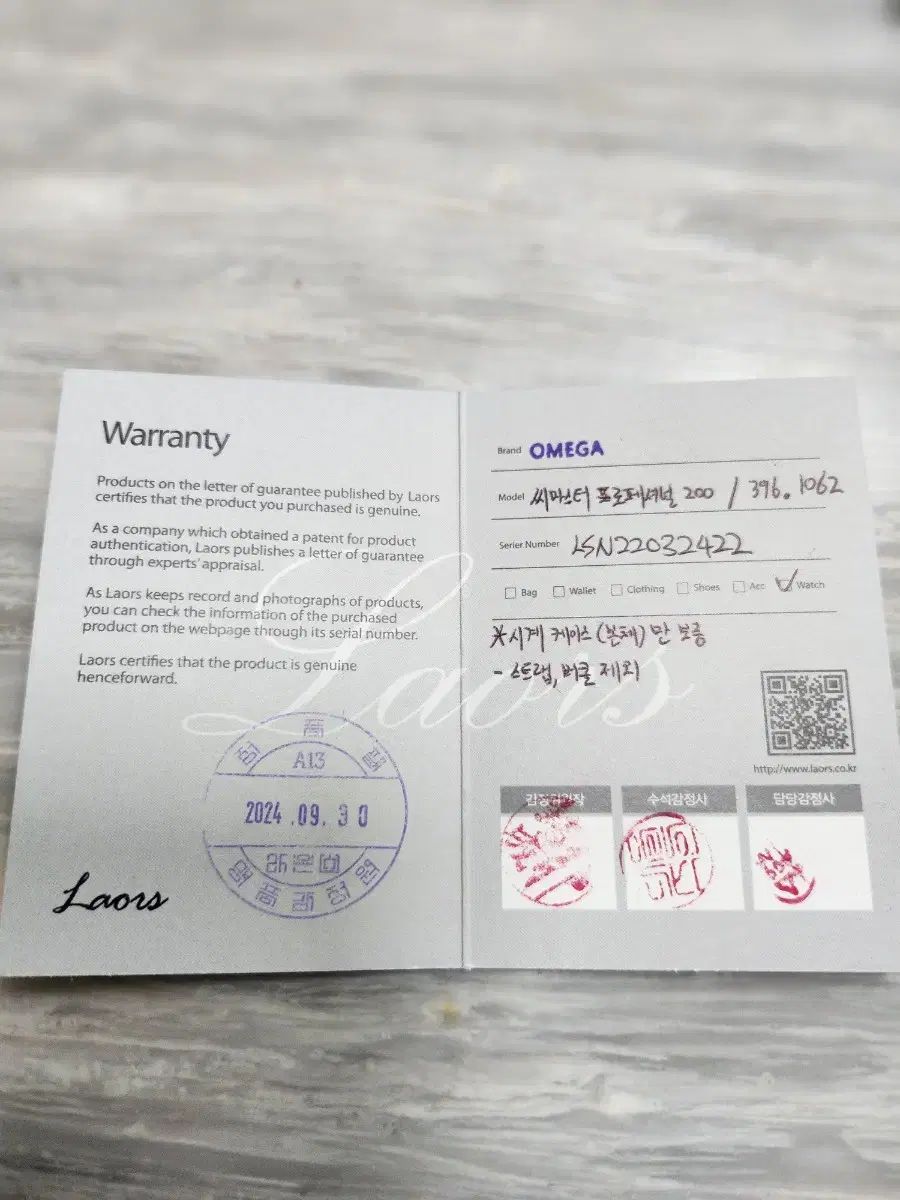 Warranty
Products on the letter of guarantee published by Laors
certifies that the product you purchased is genuine.
As a company which obtained a patent for product
authentication, Laors publishes a letter of guarantee
through experts' appraisal.
As Laors keeps record and photographs of products,
you can check the information of the purchased
product on the webpage through its serial number.
Laors certifies that the product is genuine
henceforward.
Laors
A13
2024.09.30
Laors
Brand OMEGA
Model 씨마스터 프로페셔널 200 / 396.1062
Serier Number LSN22032422
Bag Wallet Clothing Shoes Acc Watch
※시계 케이스 (본체) 만 보증
- 스트랩, 버클 제외
http://www.laors.co.kr
수석감정사 담당감정사